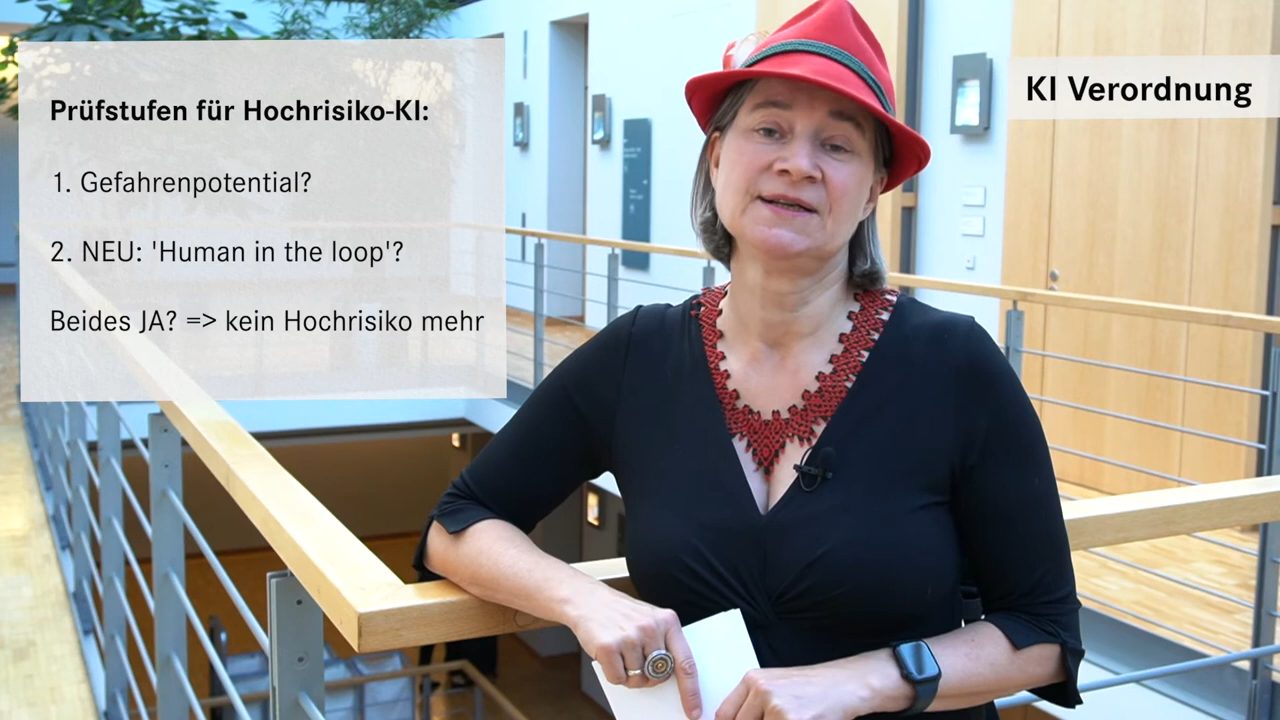 Prüfstufen für Hochrisiko-KI:
1. Gefahrenpotential?
2. NEU: 'Human in the loop'?
Beides JA? => kein Hochrisiko mehr
KI Verordnung